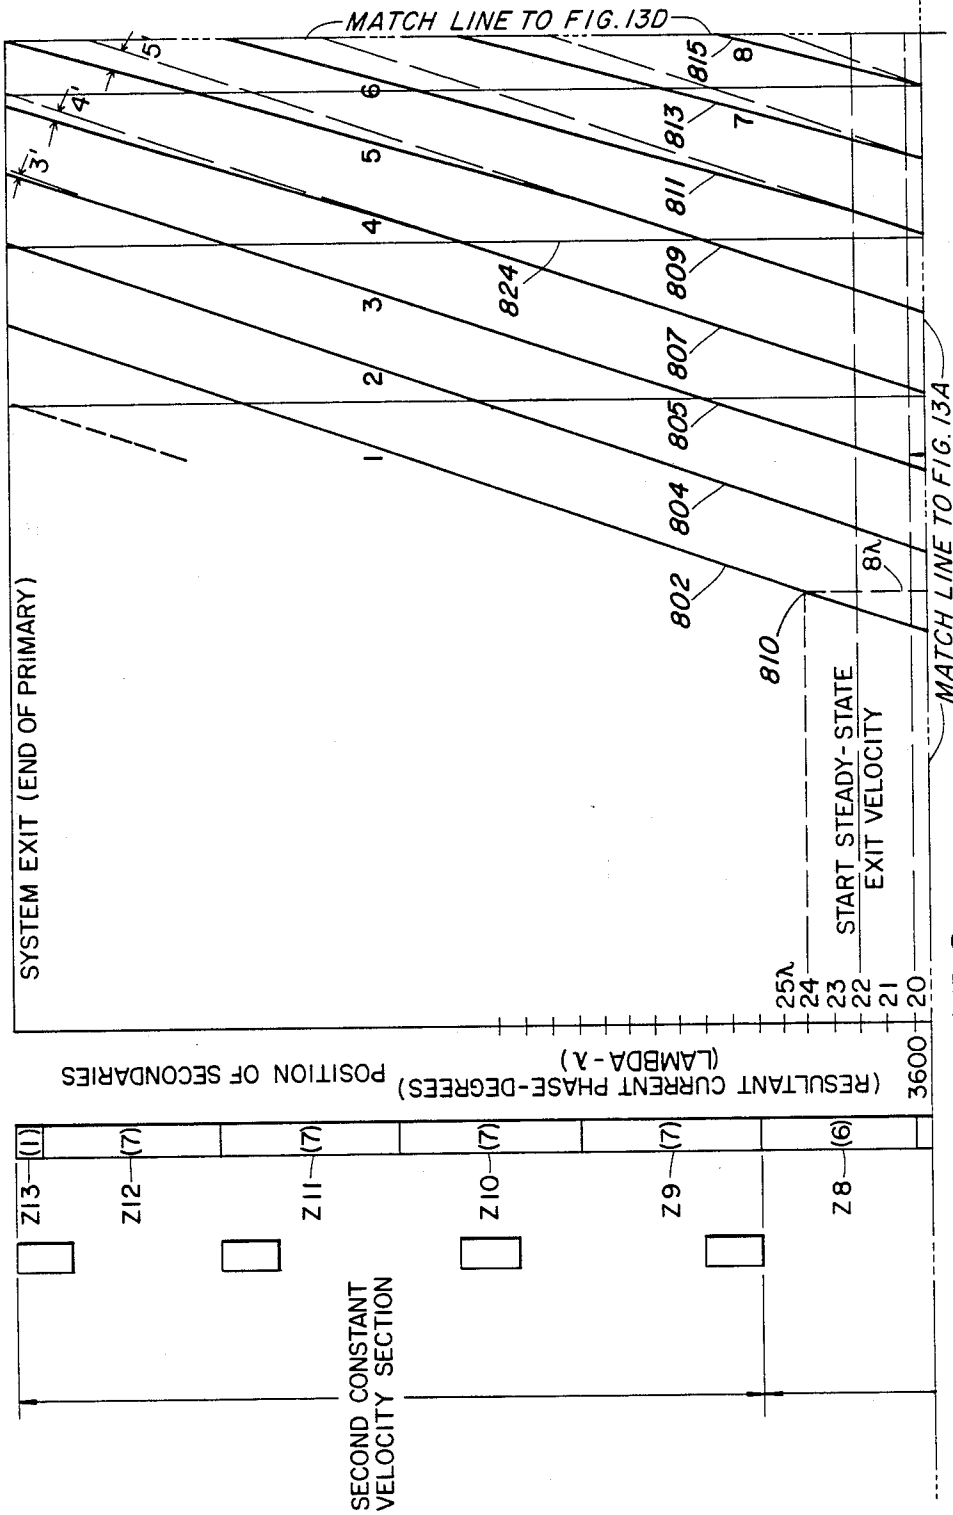 MATCH LINE TO FIG. 13D
3'
4'
5'
SYSTEM EXIT (END OF PRIMARY)
1
2
3
4
5
6
7
8
824
802
804
805
807
809
811
813
815
810
8λ
START STEADY-STATE
EXIT VELOCITY
25λ
24
23
22
21
20
3600
MATCH LINE TO FIG. 13A
POSITION OF SECONDARIES
(LAMBDA-λ)
(RESULTANT CURRENT PHASE-DEGREES)
Z13 (1)
Z12 (7)
Z11 (7)
Z10 (7)
Z9 (7)
Z8 (6)
SECOND CONSTANT
VELOCITY SECTION